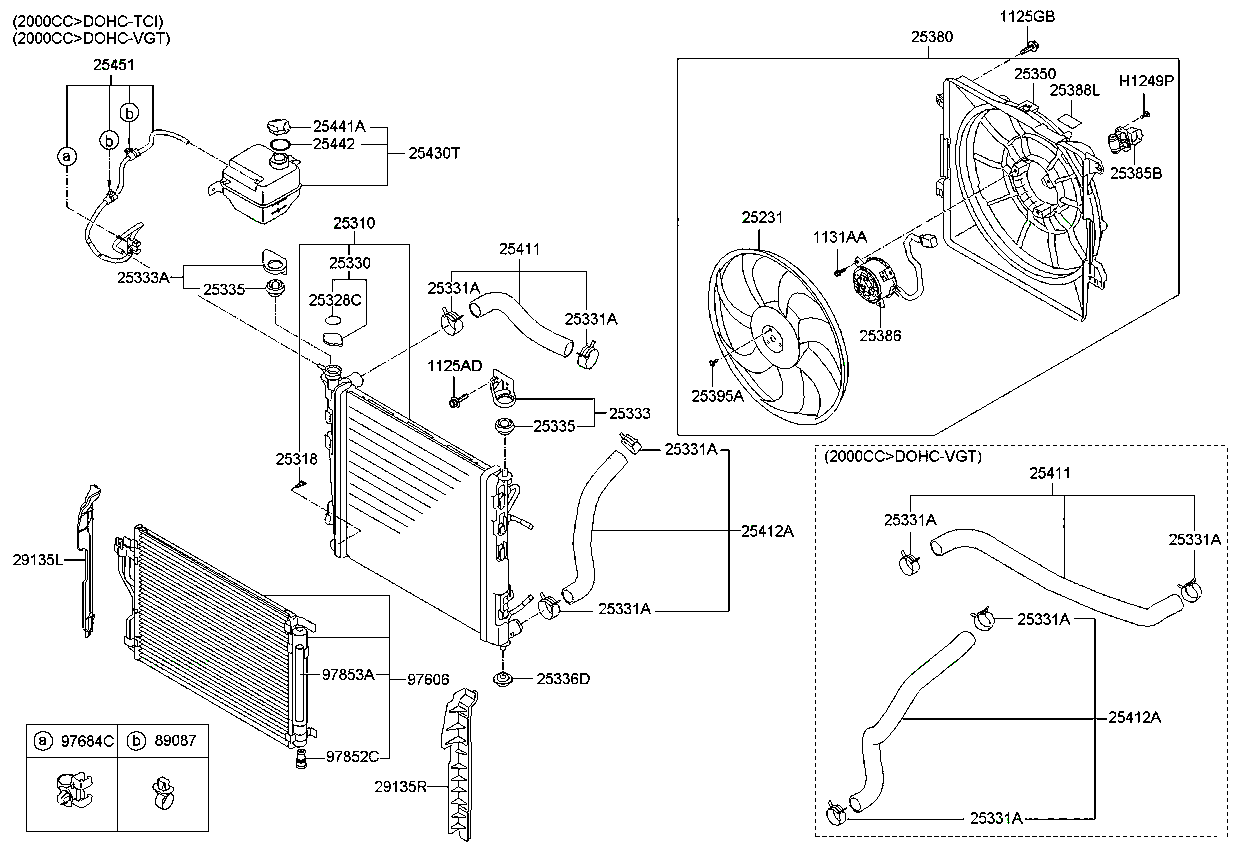 (2000CC>DOHC-TCI)
(2000CC>DOHC-VGT)
25451
a
b
b
25441A
25442
25430T
25310
25330
25328C
25333A
25335
25411
25331A
25331A
1125AD
25335
25333
25318
25331A
25412A
25331A
25336D
29135L
97853A
97606
97852C
29135R
a 97684C
b 89087
1125GB
25380
25350
25388L
H1249P
25385B
25231
1131AA
25386
25395A
(2000CC>DOHC-VGT)
25411
25331A
25331A
25331A
25412A
25331A